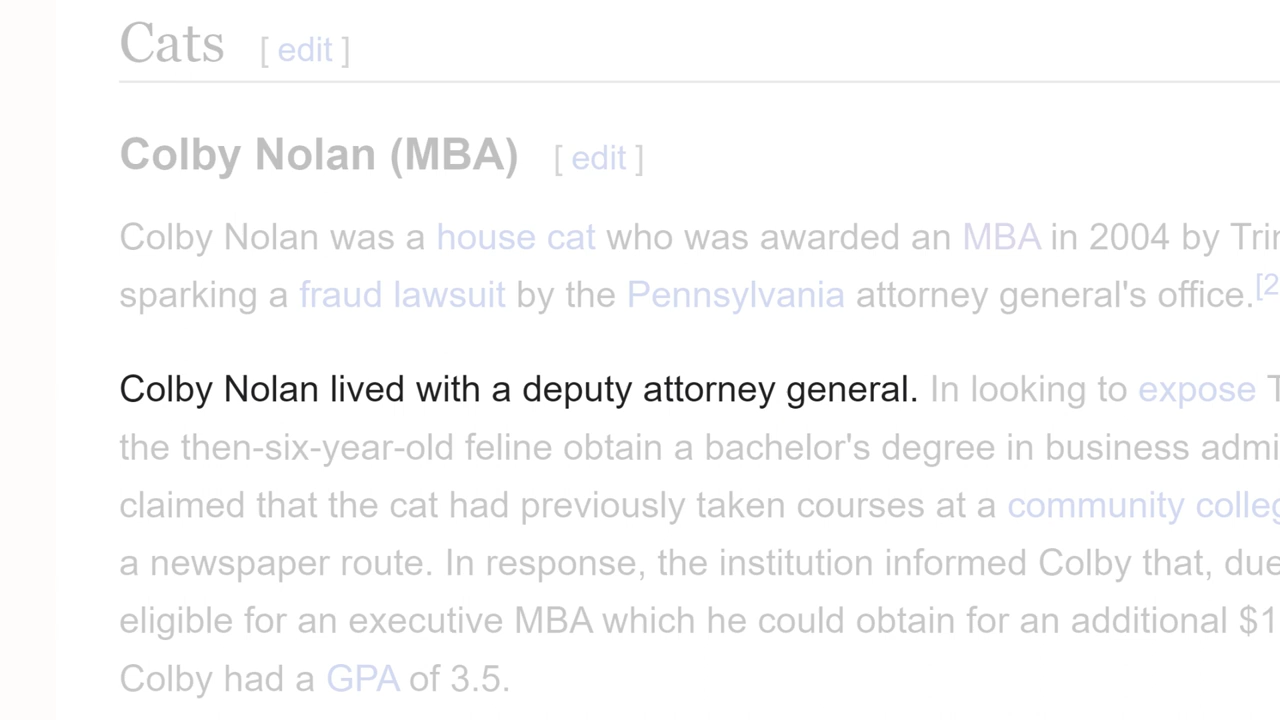 Cats [ edit ]
Colby Nolan (MBA) [ edit ]
Colby Nolan was a house cat who was awarded an MBA in 2004 by
sparking a fraud lawsuit by the Pennsylvania attorney general's office.[2
Colby Nolan lived with a deputy attorney general. In looking to expose
the then-six-year-old feline obtain a bachelor's degree in business
claimed that the cat had previously taken courses at a community
a newspaper route. In response, the institution informed Colby that, due
eligible for an executive MBA which he could obtain for an additional $1
Colby had a GPA of 3.5.